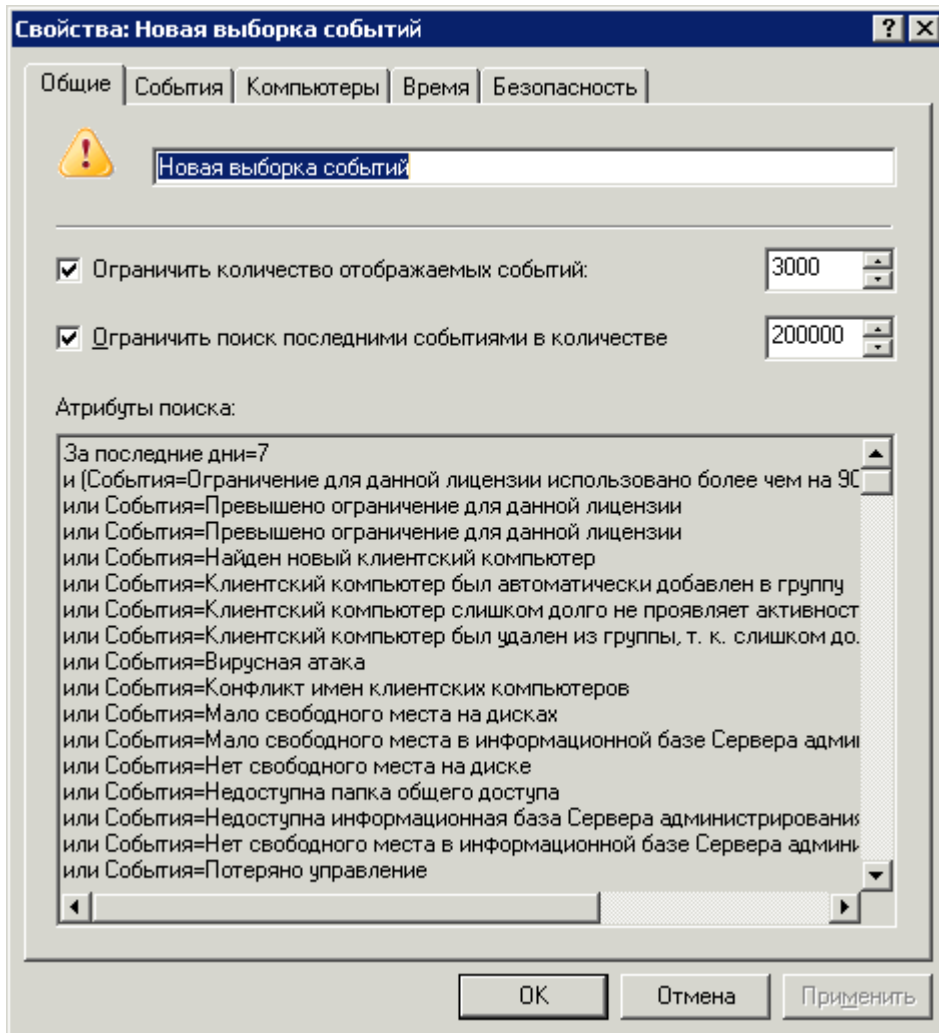 Свойства: Новая выборка событий
Общие События Компьютеры Время Безопасность
Новая выборка событий
Ограничить количество отображаемых событий: 3000
Ограничить поиск последними событиями в количестве 200000
Атрибуты поиска:
За последние дни=7
и (События=Ограничение для данной лицензии использовано более чем на
или События=Превышено ограничение для данной лицензии
или События=Превышено ограничение для данной лицензии
или События=Найден новый клиентский компьютер
или События=Клиентский компьютер был автоматически добавлен в группу
или События=Клиентский компьютер слишком долго не проявляет активност
или События=Клиентский компьютер был удален из группы, т. к. слишком до.
или События=Вирусная атака
или События=Конфликт имен клиентских компьютеров
или События=Мало свободного места на дисках
или События=Мало свободного места в информационной базе Сервера
или События=Нет свободного места на диске
или События=Недоступна папка общего доступа
или События=Недоступна информационная база Сервера администрирования
или События=Нет свободного места в информационной базе Сервера
или События=Потеряно управление
ОК Отмена Применить